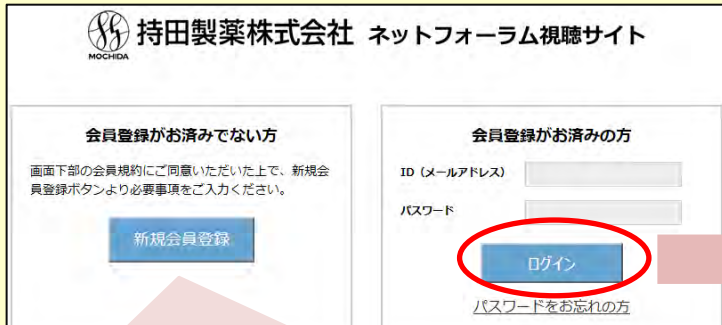 MOCHIDA
持田製薬株式会社 ネットフォーラム視聴サイト
会員登録がお済みでない方
画面下部の会員規約にご同意いただいた上で、新規会
員登録ボタンより必要事項をご入力ください。
新規会員登録
会員登録がお済みの方
ID（メールアドレス）
パスワード
ログイン
パスワードをお忘れの方